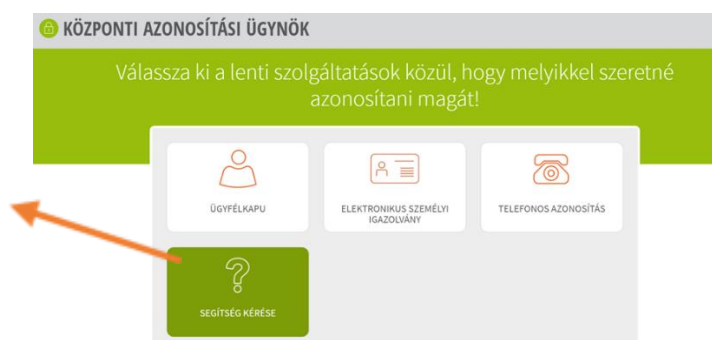 KÖZPONTI AZONOSÍTÁSI ÜGYNÖK
Válassza ki a lenti szolgáltatások közül, hogy melyikkel szeretné
azonosítani magát!
ÜGYFÉLKAPU
ELEKTRONIKUS SZEMÉLYI
IGAZOLVÁNY
TELEFONOS AZONOSÍTÁS
SEGÍTSÉG KÉRÉSE